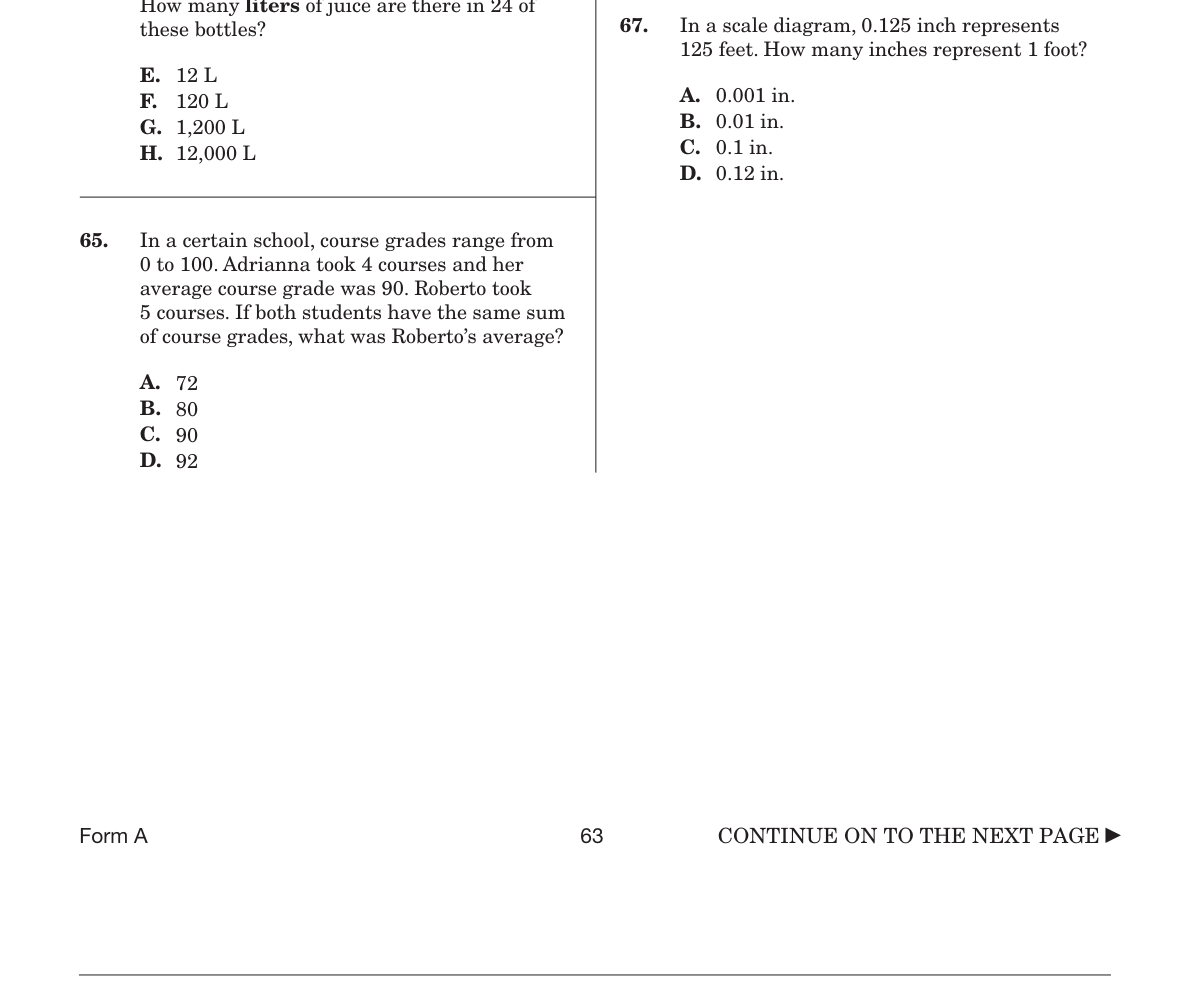 How many liters of juice are there in 24 of
these bottles?
E. 12 L
F. 120 L
G. 1,200 L
H. 12,000 L
65. In a certain school, course grades range from
0 to 100. Adrianna took 4 courses and her
average course grade was 90. Roberto took
5 courses. If both students have the same sum
of course grades, what was Roberto’s average?
A. 72
B. 80
C. 90
D. 92
67. In a scale diagram, 0.125 inch represents
125 feet. How many inches represent 1 foot?
A. 0.001 in.
B. 0.01 in.
C. 0.1 in.
D. 0.12 in.
Form A
63
CONTINUE ON TO THE NEXT PAGE ►